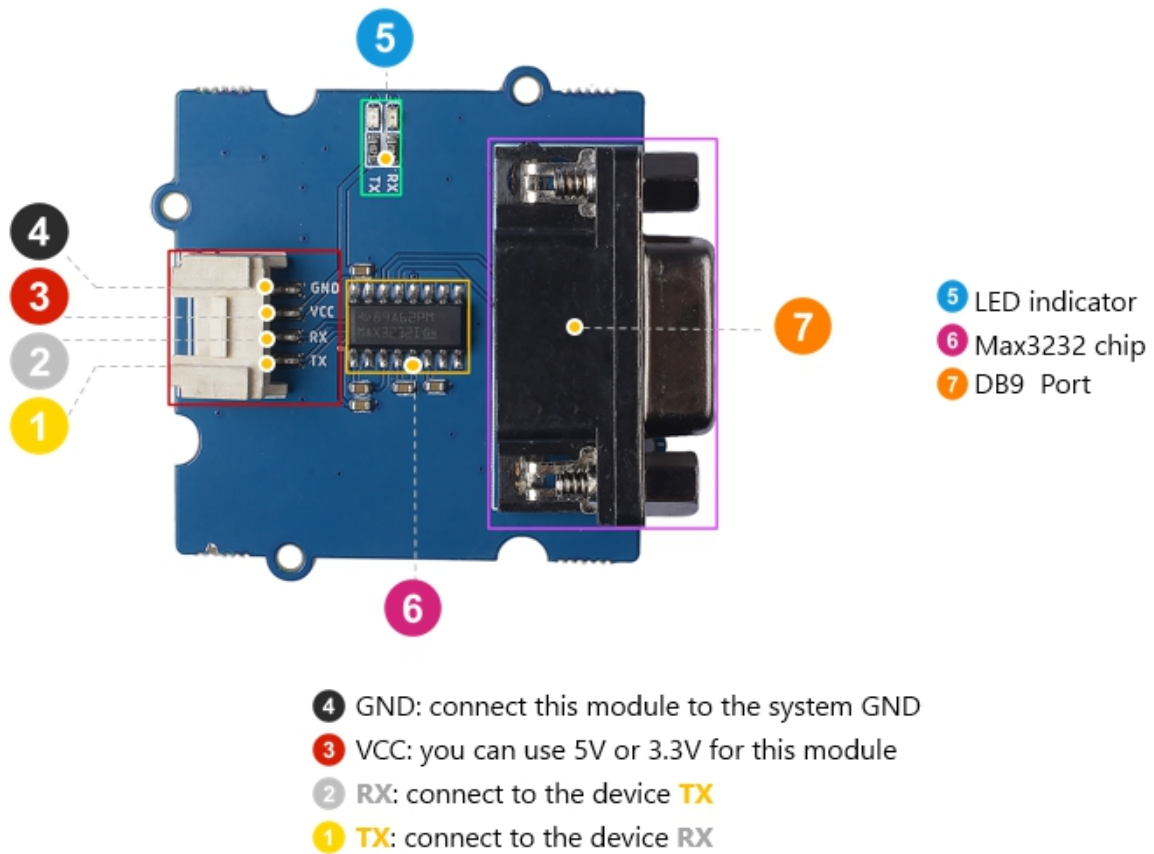 5
TX
RX
4
3
2
1
GND
VCC
RX
TX
89A62PM
MAX3232I
7
6
5 LED indicator
6 Max3232 chip
7 DB9 Port
4 GND: connect this module to the system GND
3 VCC: you can use 5V or 3.3V for this module
2 RX: connect to the device TX
1 TX: connect to the device RX